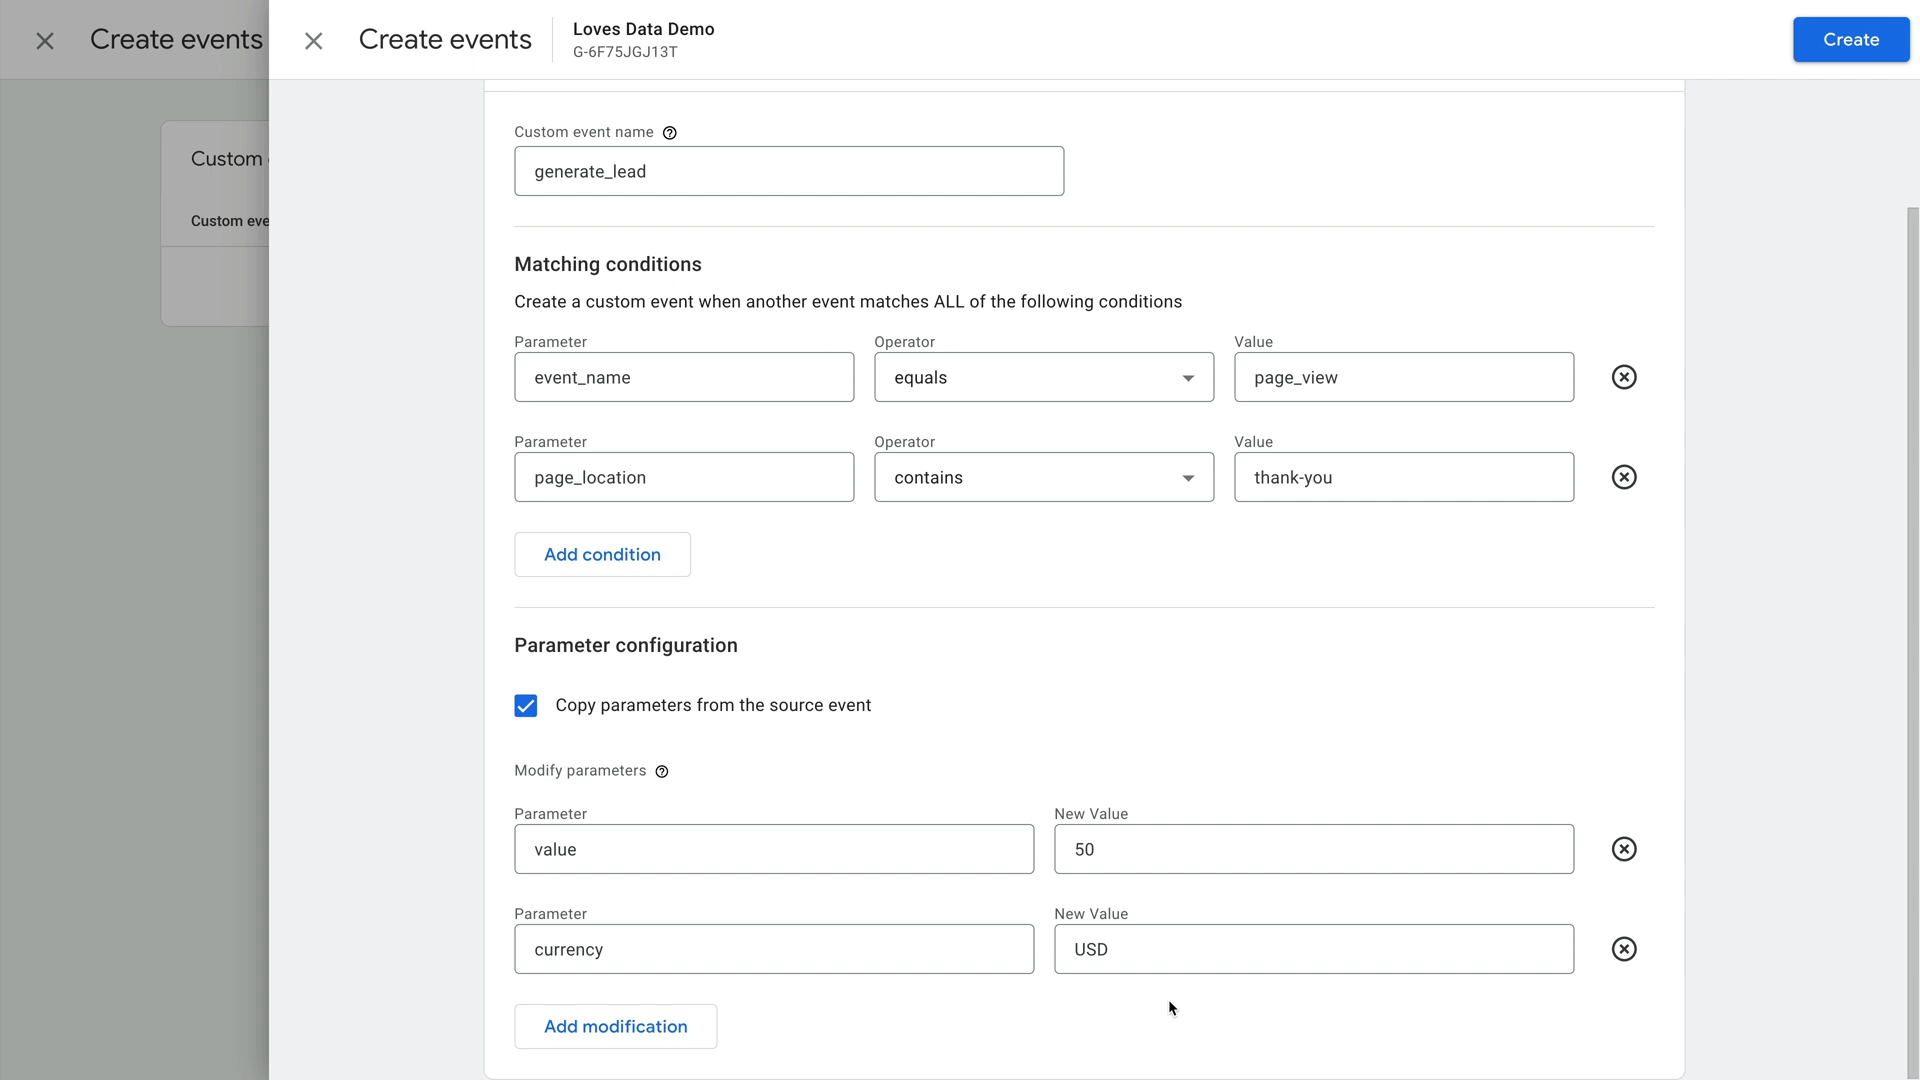 Create events
Custom
Custom eve
Create events
Loves Data Demo
G-6F75JGJ13T
Create
Custom event name
generate_lead
Matching conditions
Create a custom event when another event matches ALL of the following conditions
Parameter Operator Value
event_name equals page_view
Parameter Operator Value
page_location contains thank-you
Add condition
Parameter configuration
Copy parameters from the source event
Modify parameters
Parameter New Value
value 50
Parameter New Value
currency USD
Add modification